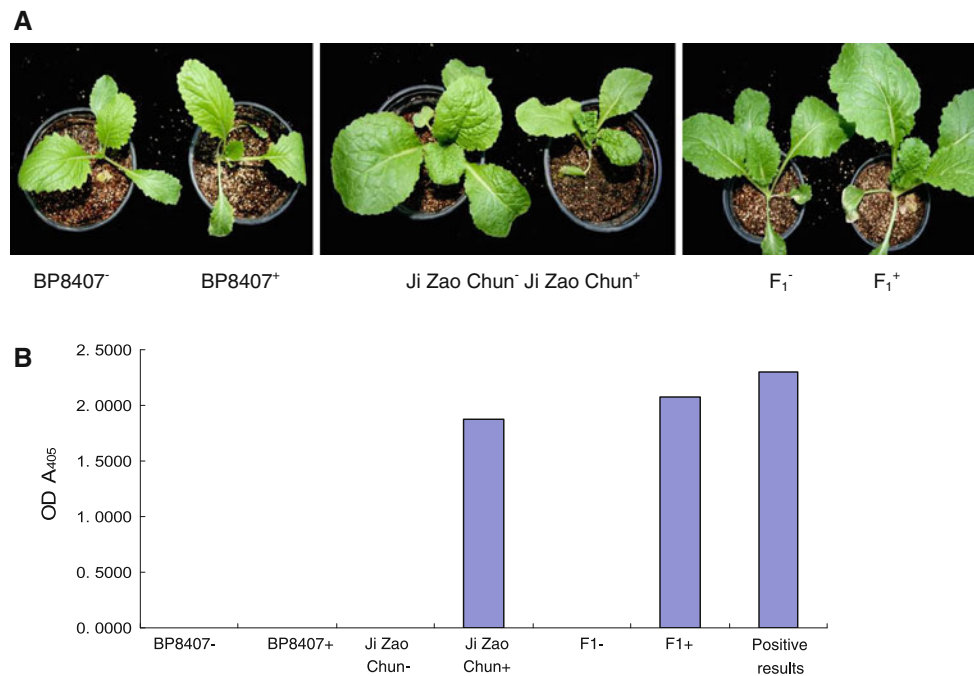 A
BP8407⁻ BP8407⁺ Ji Zao Chun⁻ Ji Zao Chun⁺ F₁⁻ F₁⁺
B
OD A₄₀₅
2. 5000
2. 0000
1. 5000
1. 0000
0. 5000
0. 0000
BP8407- BP8407+ Ji Zao Ji Zao F1- F1+ Positive
Chun- Chun+ results